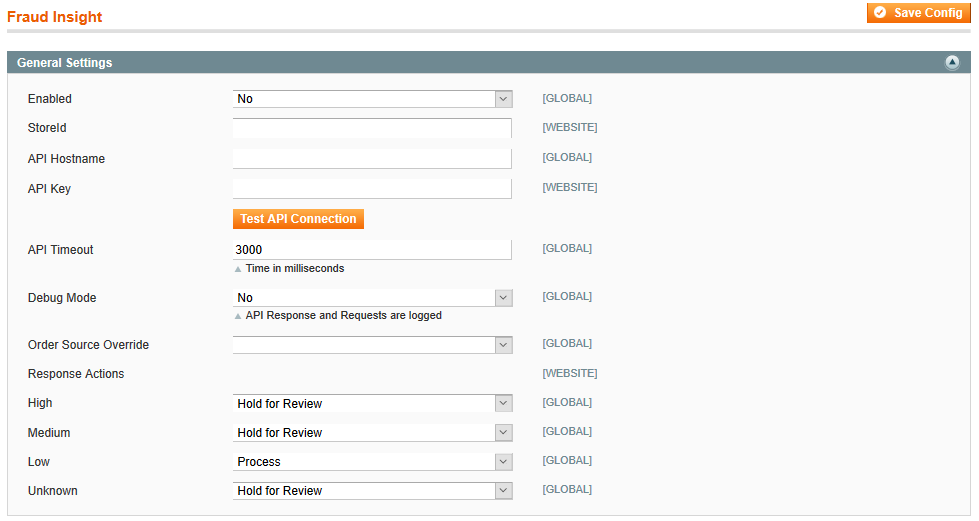 Fraud Insight
Save Config
General Settings
Enabled No [GLOBAL]
StoreId [WEBSITE]
API Hostname [GLOBAL]
API Key [WEBSITE]
Test API Connection
API Timeout 3000 [GLOBAL]
Time in milliseconds
Debug Mode No [GLOBAL]
API Response and Requests are logged
Order Source Override [GLOBAL]
Response Actions [WEBSITE]
High Hold for Review [GLOBAL]
Medium Hold for Review [GLOBAL]
Low Process [GLOBAL]
Unknown Hold for Review [GLOBAL]